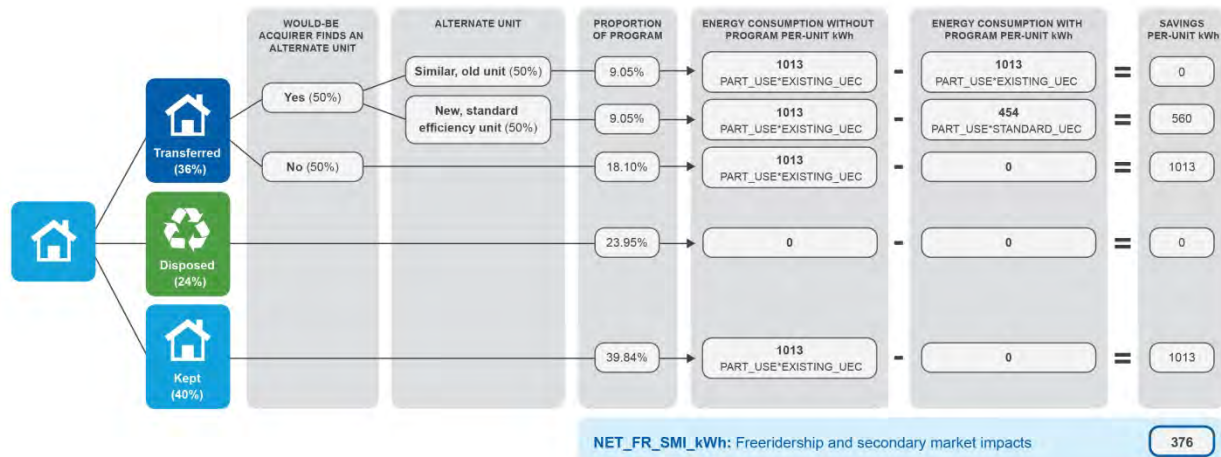 WOULD-BE
ACQUIRER FINDS AN
ALTERNATE UNIT
ALTERNATE UNIT
PROPORTION
OF PROGRAM
ENERGY CONSUMPTION WITHOUT
PROGRAM PER-UNIT kWh
ENERGY CONSUMPTION WITH
PROGRAM PER-UNIT kWh
SAVINGS
PER-UNIT kWh
Transferred
(36%)
Yes (50%)
Similar, old unit (50%)
9.05%
1013
PART_USE*EXISTING_UEC
-
1013
PART_USE*EXISTING_UEC
=
0
New, standard
efficiency unit (50%)
9.05%
1013
PART_USE*EXISTING_UEC
-
454
PART_USE*STANDARD_UEC
=
560
No (50%)
18.10%
1013
PART_USE*EXISTING_UEC
-
0
=
1013
Disposed
(24%)
23.95%
0
-
0
=
0
Kept
(40%)
39.84%
1013
PART_USE*EXISTING_UEC
-
0
=
1013
NET_FR_SMI_kWh: Freeridership and secondary market impacts
376